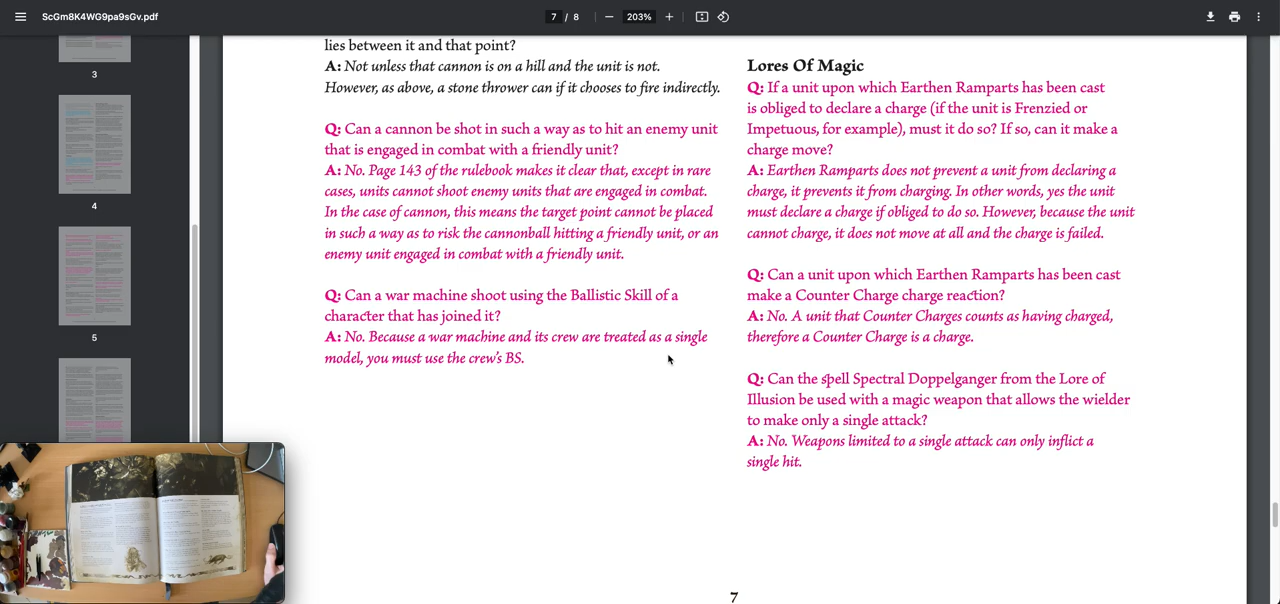 ScGm8K4WG9pa9sGv.pdf
7 / 8
203%
3
4
5
lies between it and that point?
A: Not unless that cannon is on a hill and the unit is not.
However, as above, a stone thrower can if it chooses to fire indirectly.
Q: Can a cannon be shot in such a way as to hit an enemy unit
that is engaged in combat with a friendly unit?
A: No. Page 143 of the rulebook makes it clear that, except in rare
cases, units cannot shoot enemy units that are engaged in combat.
In the case of cannon, this means the target point cannot be placed
in such a way as to risk the cannonball hitting a friendly unit, or an
enemy unit engaged in combat with a friendly unit.
Q: Can a war machine shoot using the Ballistic Skill of a
character that has joined it?
A: No. Because a war machine and its crew are treated as a single
model, you must use the crew's BS.
Lores Of Magic
Q: If a unit upon which Earthen Ramparts has been cast
is obliged to declare a charge (if the unit is Frenzied or
Impetuous, for example), must it do so? If so, can it make a
charge move?
A: Earthen Ramparts does not prevent a unit from declaring a
charge, it prevents it from charging. In other words, yes the unit
must declare a charge if obliged to do so. However, because the unit
cannot charge, it does not move at all and the charge is failed.
Q: Can a unit upon which Earthen Ramparts has been cast
make a Counter Charge charge reaction?
A: No. A unit that Counter Charges counts as having charged,
therefore a Counter Charge is a charge.
Q: Can the spell Spectral Doppelganger from the Lore of
Illusion be used with a magic weapon that allows the wielder
to make only a single attack?
A: No. Weapons limited to a single attack can only inflict a
single hit.
7